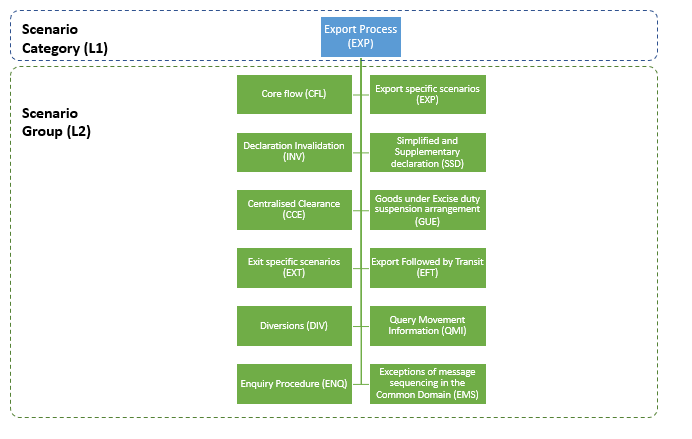 Scenario
Category (L1)
Export Process
(EXP)
Scenario
Group (L2)
Core flow (CFL)
Export specific scenarios
(EXP)
Declaration Invalidation
(INV)
Simplified and
Supplementary
declaration (SSD)
Centralised Clearance
(CCE)
Goods under Excise duty
suspension arrangement
(GUE)
Exit specific scenarios
(EXT)
Export Followed by Transit
(EFT)
Diversions (DIV)
Query Movement
Information (QMI)
Enquiry Procedure (ENQ)
Exceptions of message
sequencing in the
Common Domain (EMS)